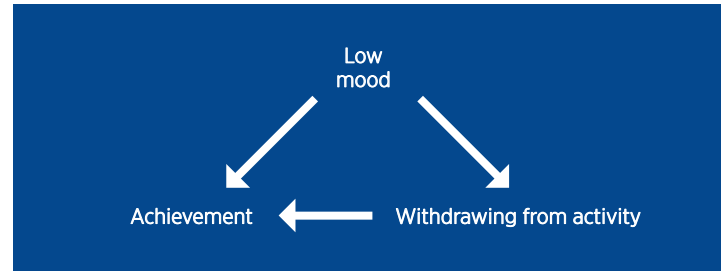 Low
mood
Achievement
Withdrawing from activity